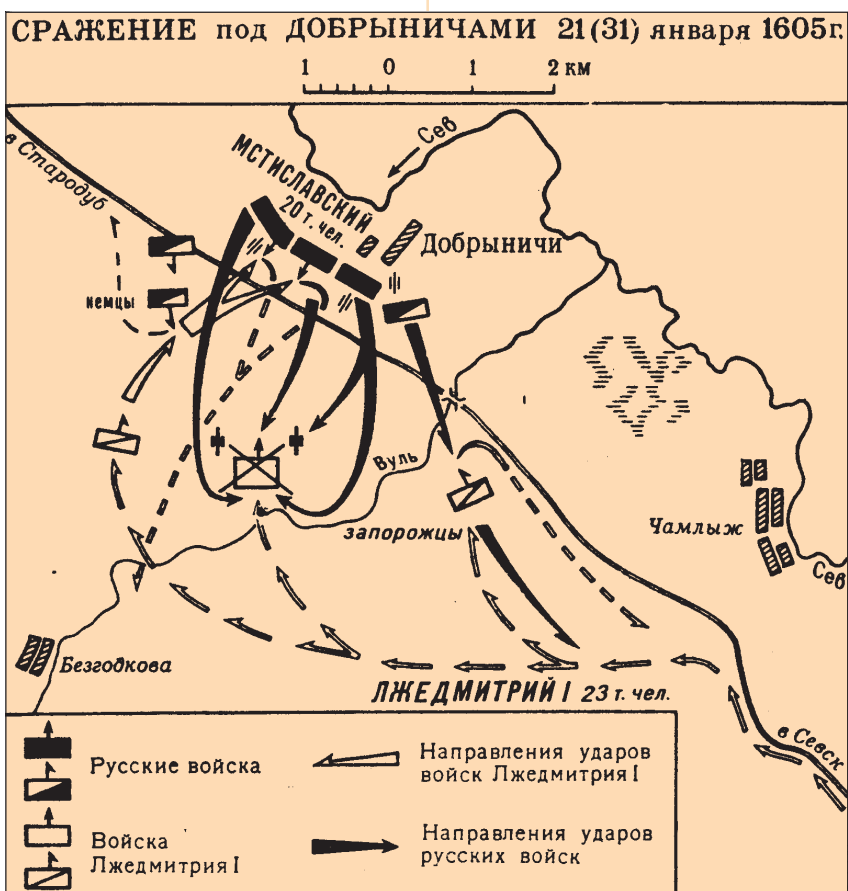 СРАЖЕНИЕ под ДОБРЫНИЧАМИ 21(31) января 1605г.
1 0 1 2 км
в Стародуб
Сев
МСТИСЛАВСКИЙ
20 т. чел.
Добрыничи
немцы
Вуль
запорожцы
Чамлыж
Сев
Безгодкова
ЛЖЕДМИТРИЙ I 23 т. чел.
в Севск
Русские войска
Войска
Лжедмитрия I
Направления ударов
войск Лжедмитрия I
Направления ударов
русских войск